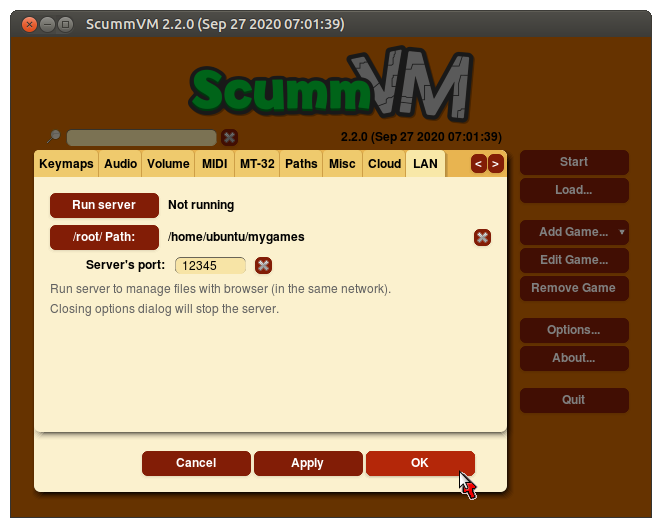 ScummVM 2.2.0 (Sep 27 2020 07:01:39)
ScummVM
2.2.0 (Sep 27 2020 07:01:39)
Keymaps Audio Volume MIDI MT-32 Paths Misc Cloud LAN < >
Run server Not running
/root/ Path: /home/ubuntu/mygames
Server's port: 12345
Run server to manage files with browser (in the same network).
Closing options dialog will stop the server.
Cancel Apply OK
Start
Load...
Add Game...
Edit Game...
Remove Game
Options...
About...
Quit